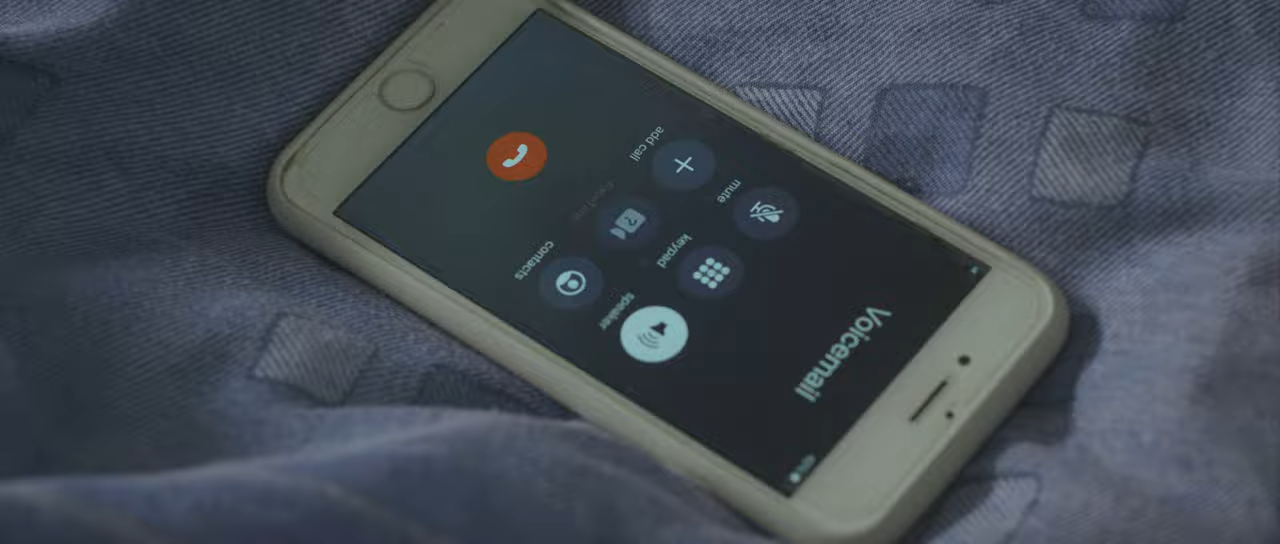 Voicemail
mute
keypad
speaker
add call
contacts